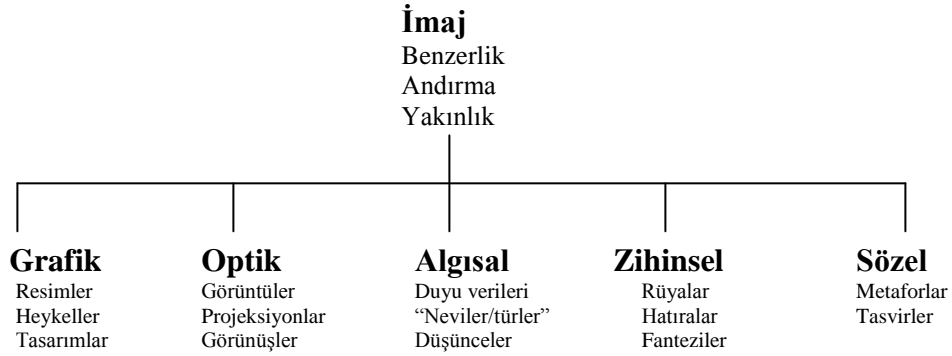 İmaj
Benzerlik
Andırma
Yakınlık
Grafik
Resimler
Heykeller
Tasarımlar
Optik
Görüntüler
Projeksiyonlar
Görünüşler
Algısal
Duyu verileri
“Neviler/türler”
Düşünceler
Zihinsel
Rüyalar
Hatıralar
Fanteziler
Sözel
Metaforlar
Tasvirler